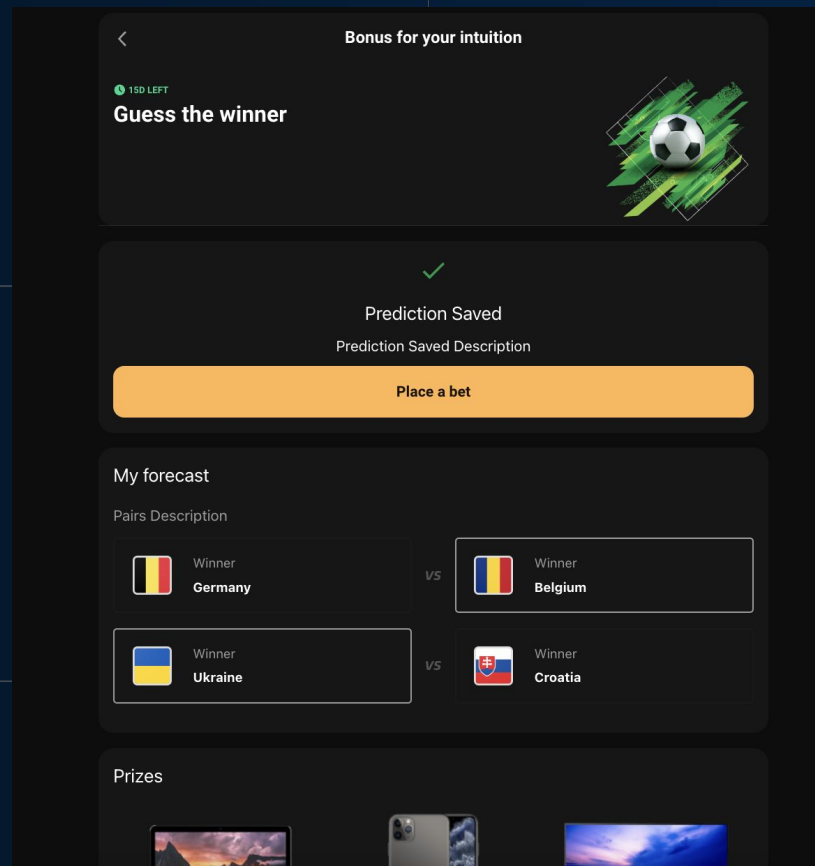 Bonus for your intuition
15D LEFT
Guess the winner
Prediction Saved
Prediction Saved Description
Place a bet
My forecast
Pairs Description
Winner
Germany
VS
Winner
Belgium
Winner
Ukraine
VS
Winner
Croatia
Prizes